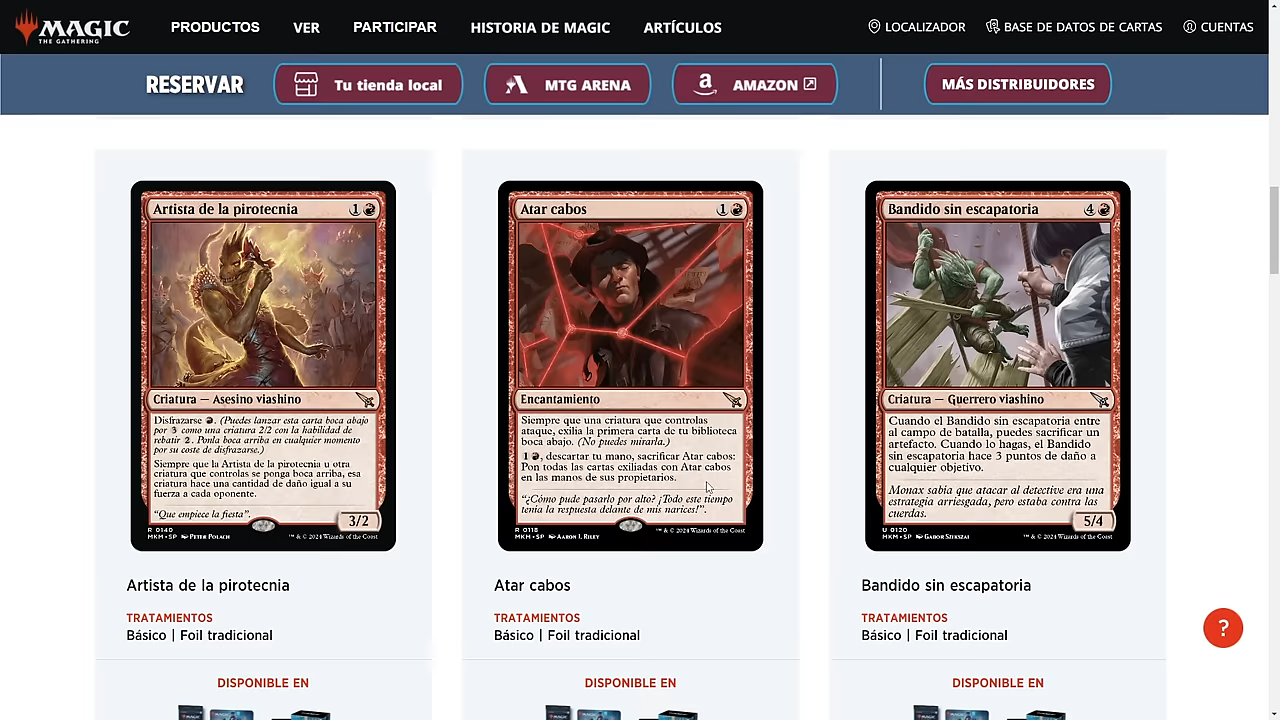 MAGIC
THE GATHERING
PRODUCTOS
VER
PARTICIPAR
HISTORIA DE MAGIC
ARTÍCULOS
LOCALIZADOR
BASE DE DATOS DE CARTAS
CUENTAS
RESERVAR
Tu tienda local
MTG ARENA
a AMAZON
MÁS DISTRIBUIDORES
Artista de la pirotecnia 1
Criatura — Asesino viashino
Disfrazarse . (Puedes lanzar esta carta boca abajo
por 3 como una criatura 2/2 con la habilidad de
rebatir 2. Ponla boca arriba en cualquier momento
por su coste de disfrazarse.)
Siempre que la Artista de la pirotecnia u otra
criatura que controles se ponga boca arriba, esa
criatura hace una cantidad de daño igual a su
fuerza a cada oponente.
"Que empiece la fiesta".
3/2
R 0140
MKM • SP PETER POLACH
™ & © 2024 Wizards of the Coast
Artista de la pirotecnia
TRATAMIENTOS
Básico | Foil tradicional
DISPONIBLE EN
Atar cabos 1
Encantamiento
Siempre que una criatura que controlas
ataque, exilia la primera carta de tu biblioteca
boca abajo. (No puedes mirarla.)
1 , descartar tu mano, sacrificar Atar cabos:
Pon todas las cartas exiliadas con Atar cabos
en las manos de sus propietarios.
"¿Cómo pude pasarlo por alto? ¡Todo este tiempo
tenía la respuesta delante de mis narices!".
R 0118
MKM • SP AARON J. RILEY
™ & © 2024 Wizards of the Coast
Atar cabos
TRATAMIENTOS
Básico | Foil tradicional
DISPONIBLE EN
Bandido sin escapatoria 4
Criatura — Guerrero viashino
Cuando el Bandido sin escapatoria entre
al campo de batalla, puedes sacrificar un
artefacto. Cuando lo hagas, el Bandido
sin escapatoria hace 3 puntos de daño a
cualquier objetivo.
Monax sabía que atacar al detective era una
estrategia arriesgada, pero estaba contra las
cuerdas.
5/4
U 0120
MKM • SP GABOR SZIKSZAI
™ & © 2024 Wizards of the Coast
Bandido sin escapatoria
TRATAMIENTOS
Básico | Foil tradicional
DISPONIBLE EN
?